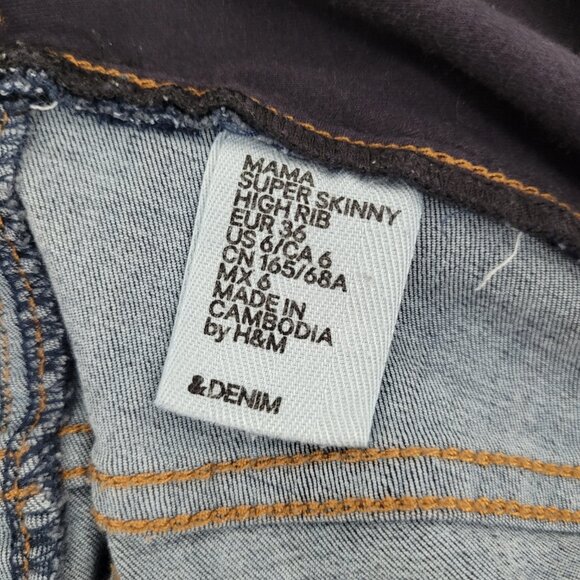 MAMA
SUPER SKINNY
HIGH RIB
EUR 36
US 6/CA 6
CN 165/68A
MX 6
MADE IN
CAMBODIA
by H&M
&DENIM